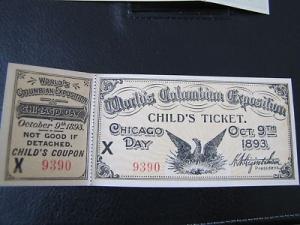 WORLD'S
COLUMBIAN EXPOSITION
CHICAGO DAY
October 9th 1893.
NOT GOOD IF
DETACHED.
CHILD'S COUPON
X 9390
World's Columbian Exposition
CHILD'S TICKET.
CHICAGO DAY
OCT. 9TH 1893.
X 9390
PRESIDENT.